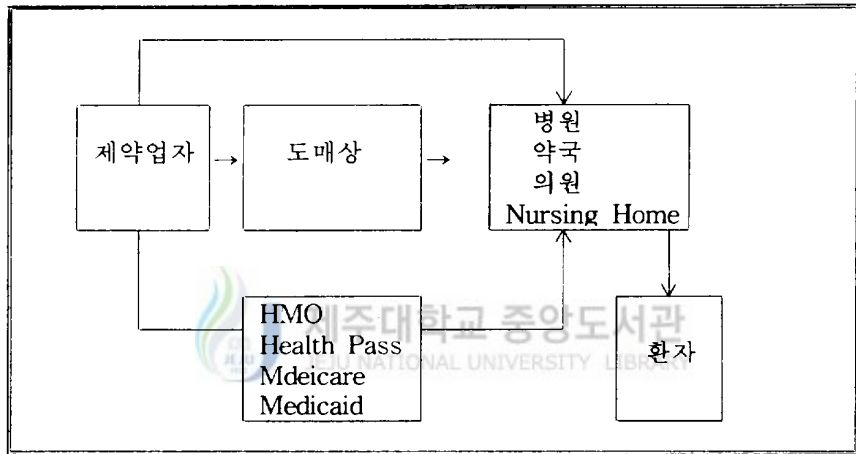 제약업자
도매상
병원
약국
의원
Nursing Home
HMO
Health Pass
Mdeicare
Medicaid
환자
제주대학교 중앙도서관
JEJU NATIONAL UNIVERSITY LIBRARY